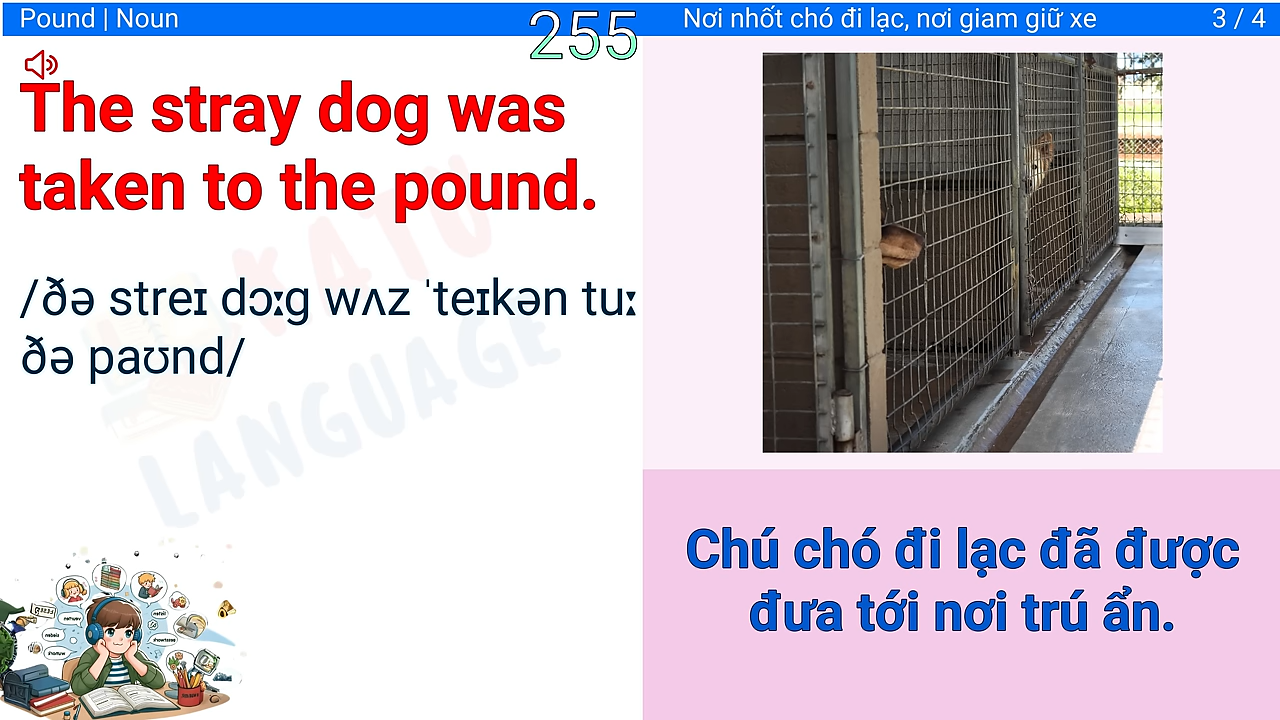 Pound | Noun
255
Nơi nhốt chó đi lạc, nơi giam giữ xe
3 / 4
The stray dog was
taken to the pound.
/ðə streɪ dɔːg wʌz ˈteɪkən tuː
ðə paʊnd/
KATU
LANGUAGE
Chú chó đi lạc đã được
đưa tới nơi trú ẩn.